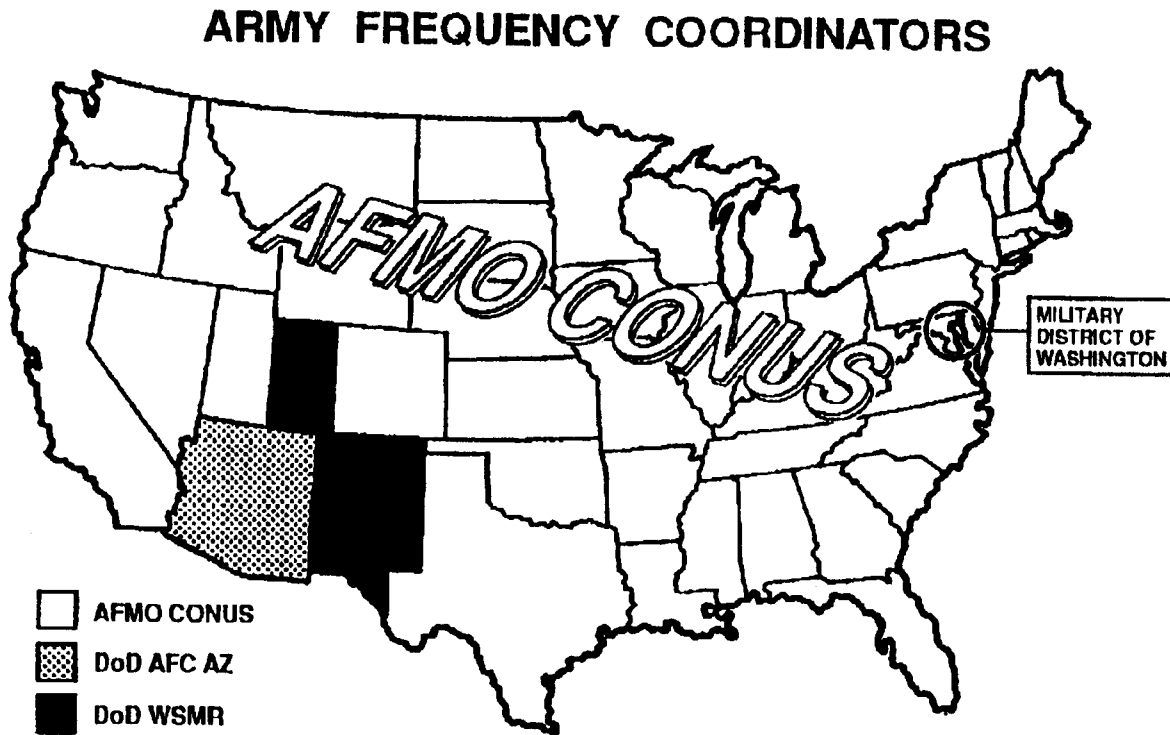 ARMY FREQUENCY COORDINATORS
AFMO CONUS
MILITARY
DISTRICT OF
WASHINGTON
AFMO CONUS
DoD AFC AZ
DoD WSMR